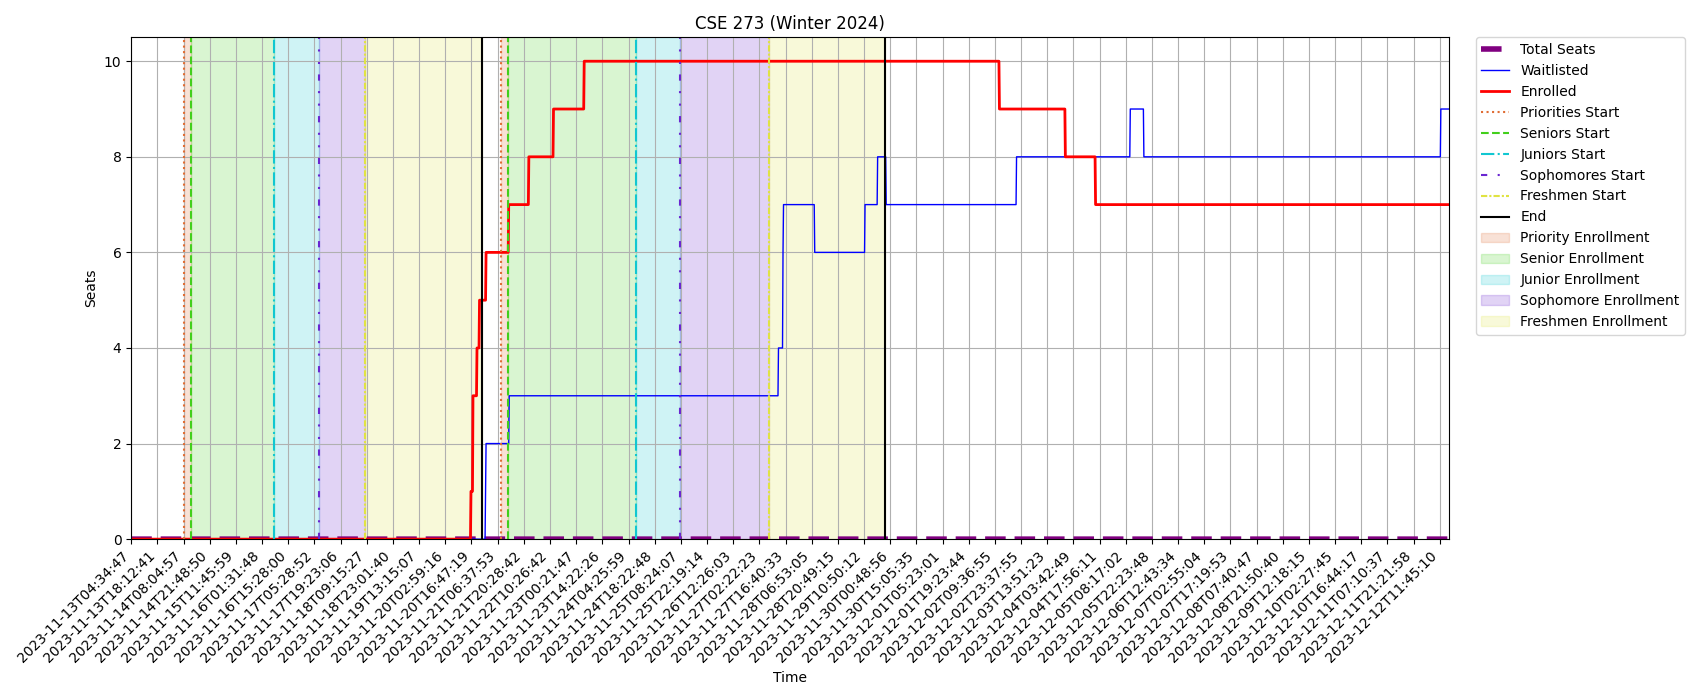 CSE 273 (Winter 2024)
Seats
10
8
6
4
2
0
2023-11-13T04:34:47
2023-11-13T18:12:41
2023-11-14T08:04:57
2023-11-14T21:48:50
2023-11-15T11:45:59
2023-11-16T01:31:48
2023-11-16T15:28:00
2023-11-17T05:28:52
2023-11-17T19:23:06
2023-11-18T09:15:27
2023-11-18T23:01:40
2023-11-19T13:15:07
2023-11-20T02:59:16
2023-11-20T16:47:19
2023-11-21T06:37:53
2023-11-21T20:28:42
2023-11-22T10:26:42
2023-11-23T00:21:47
2023-11-23T14:22:26
2023-11-24T04:25:59
2023-11-24T18:22:48
2023-11-25T08:24:07
2023-11-25T22:19:14
2023-11-26T12:26:03
2023-11-27T02:22:23
2023-11-27T16:40:33
2023-11-28T06:53:05
2023-11-28T20:49:15
2023-11-29T10:50:12
2023-11-30T00:48:56
2023-11-30T15:05:35
2023-12-01T05:23:01
2023-12-01T19:23:44
2023-12-02T09:36:55
2023-12-02T23:37:55
2023-12-03T13:51:23
2023-12-04T03:42:49
2023-12-04T17:56:11
2023-12-05T08:17:02
2023-12-05T22:23:48
2023-12-06T12:43:34
2023-12-07T02:55:04
2023-12-07T17:19:53
2023-12-08T07:40:47
2023-12-08T21:50:40
2023-12-09T12:18:15
2023-12-10T02:27:45
2023-12-10T16:44:17
2023-12-11T07:10:37
2023-12-11T21:21:58
2023-12-12T11:45:10
Time
Total Seats
Waitlisted
Enrolled
Priorities Start
Seniors Start
Juniors Start
Sophomores Start
Freshmen Start
End
Priority Enrollment
Senior Enrollment
Junior Enrollment
Sophomore Enrollment
Freshmen Enrollment